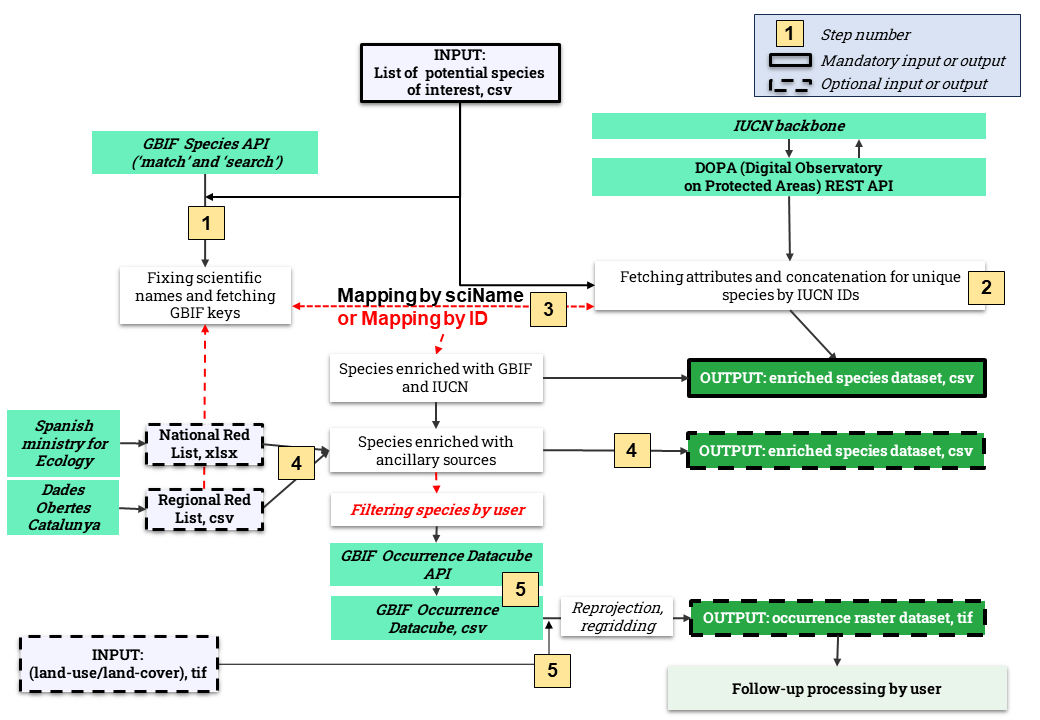 1
Step number
Mandatory input or output
Optional input or output
INPUT:
List of potential species
of interest, csv
GBIF Species API
('match' and 'search')
IUCN backbone
DOPA (Digital Observatory
on Protected Areas) REST API
1
Fixing scientific
names and fetching
GBIF keys
Fetching attributes and concatenation for unique
species by IUCN IDs
2
Mapping by sciName
or Mapping by ID
3
Species enriched with GBIF
and IUCN
OUTPUT: enriched species dataset, csv
Spanish
ministry for
Ecology
National Red
List, xlsx
4
Species enriched with
ancillary sources
4
OUTPUT: enriched species dataset, csv
Dades
Obertes
Catalunya
Regional Red
List, csv
Filtering species by user
GBIF Occurrence Datacube
API
5
GBIF Occurrence
Datacube, csv
Reprojection,
regridding
OUTPUT: occurrence raster dataset, tif
INPUT:
(land-use/land-cover), tif
5
Follow-up processing by user